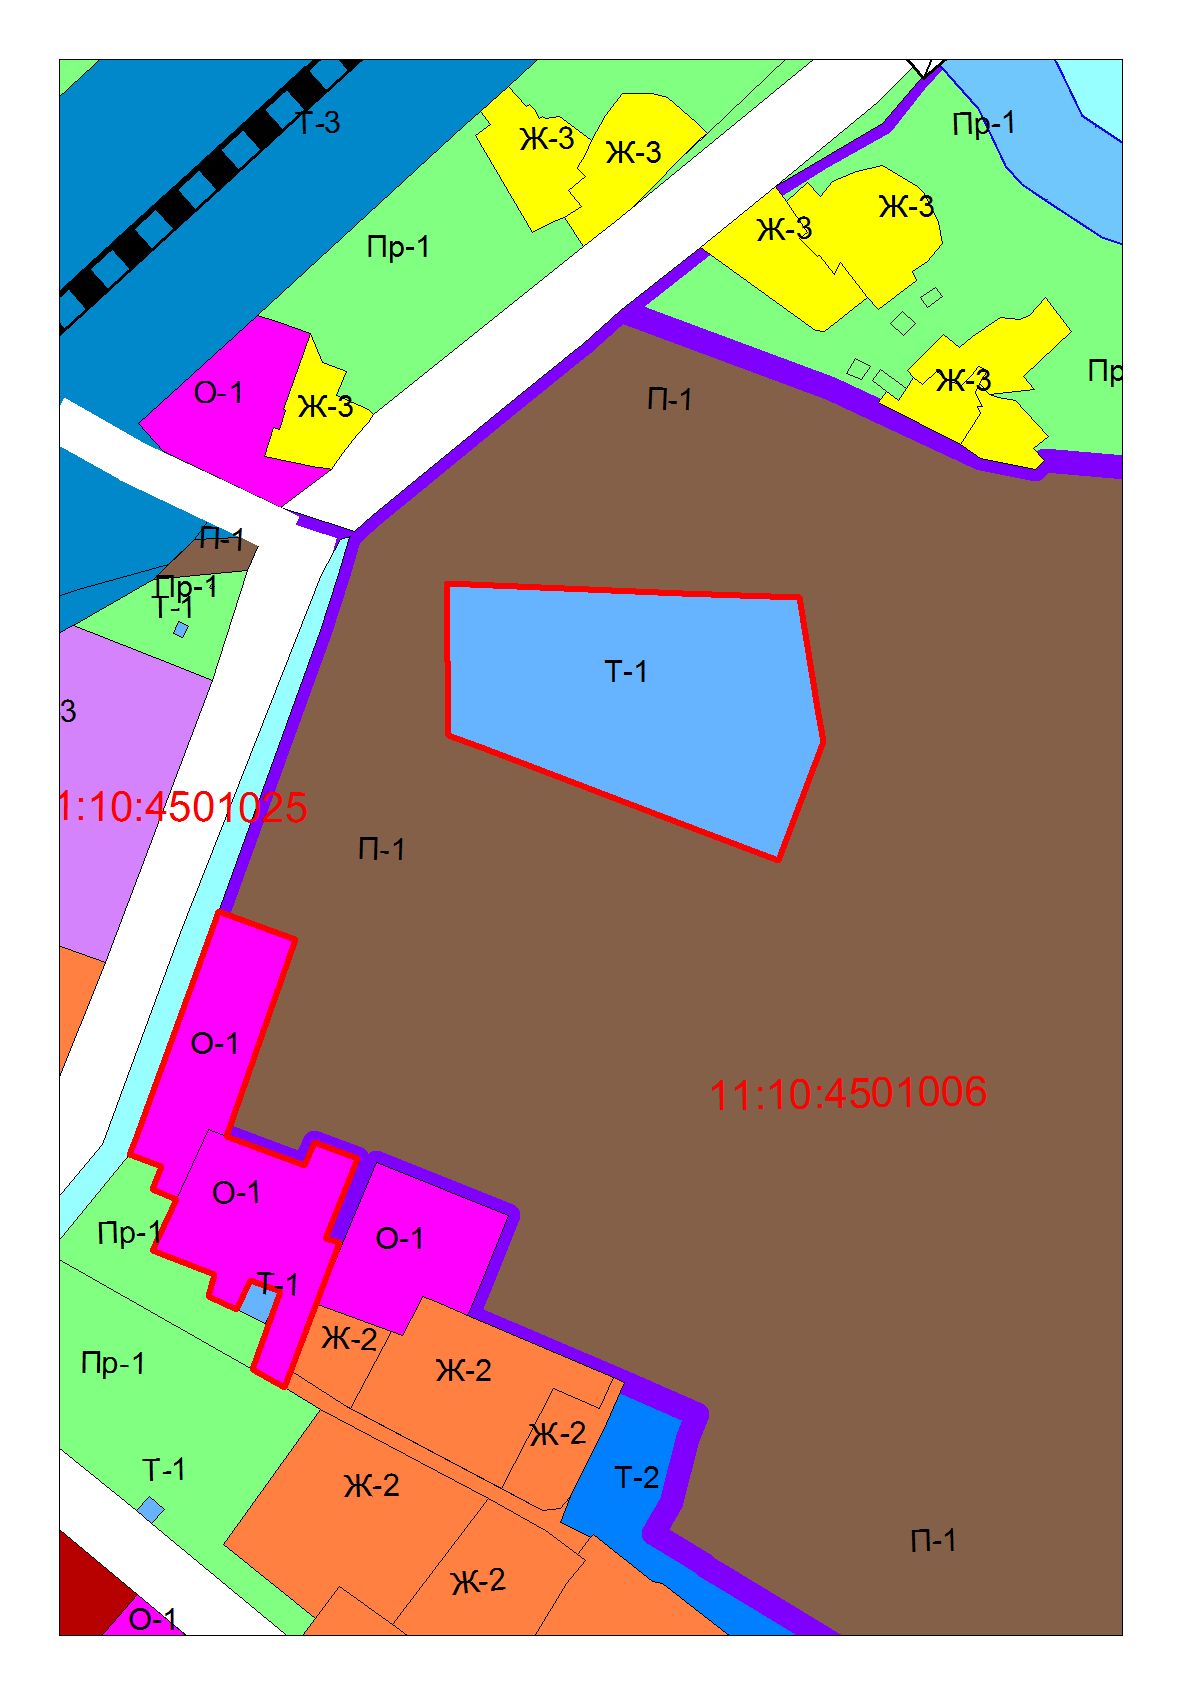 Т-3
Пр-1
Ж-3
Ж-3
Ж-3
Ж-3
Пр-1
О-1
Ж-3
Ж-3
Пр
П-1
П-1
Пр-1
Т-1
Т-1
3
1:10:4501025
П-1
О-1
11:10:4501006
О-1
Пр-1
О-1
Т-1
Ж-2
Пр-1
Ж-2
Ж-2
Т-1
Ж-2
Т-2
П-1
Ж-2
О-1